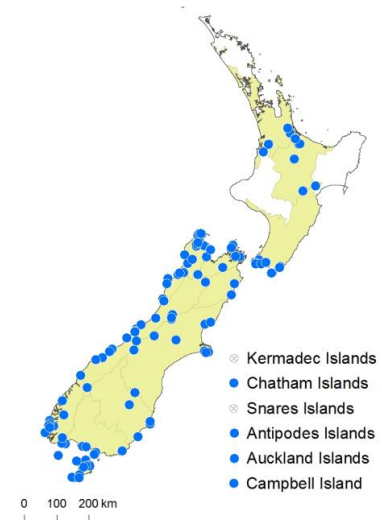 Kermadec Islands
Chatham Islands
Snares Islands
Antipodes Islands
Auckland Islands
Campbell Island
0 100 200 km